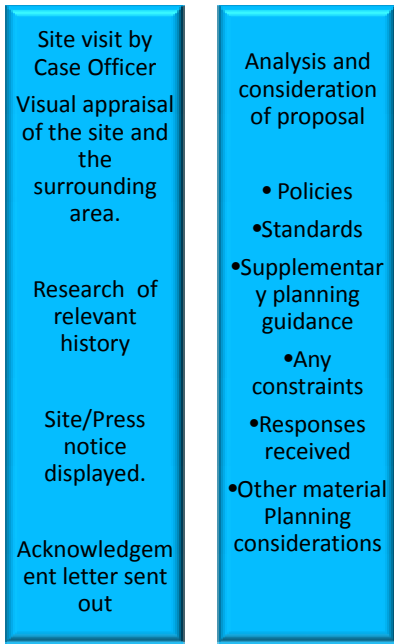 Site visit by
Case Officer
Visual appraisal
of the site and
the
surrounding
area.
Research of
relevant
history
Site/Press
notice
displayed.
Acknowledgem
ent letter sent
out
Analysis and
consideration
of proposal
• Policies
•Standards
•Supplementar
y planning
guidance
•Any
constraints
•Responses
received
•Other material
Planning
considerations